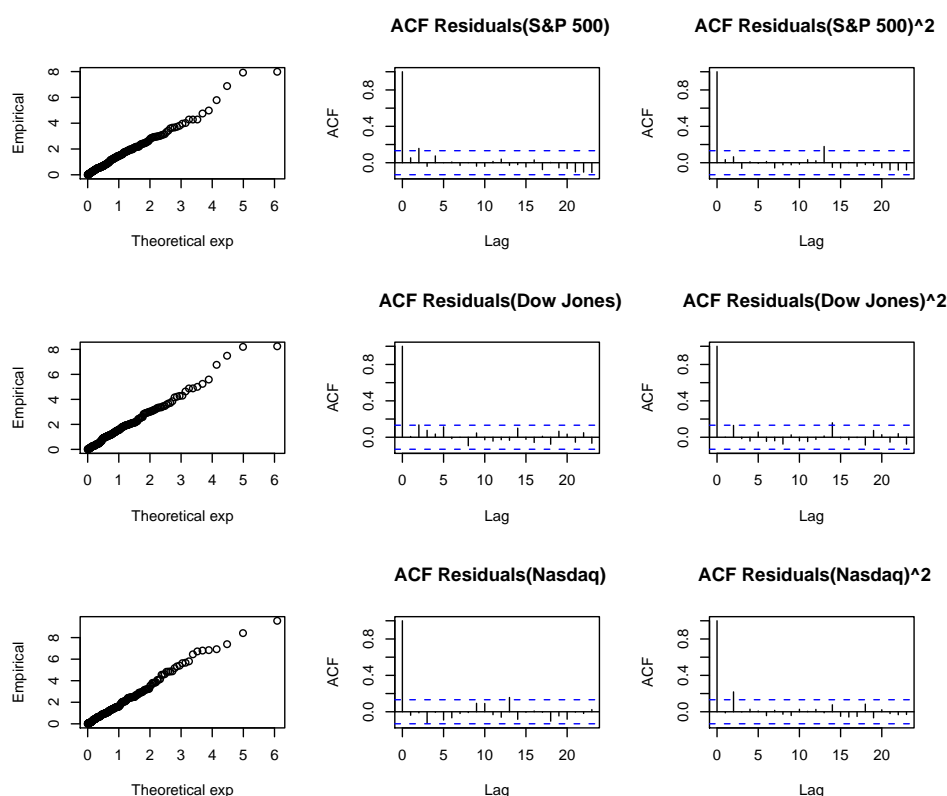 ACF Residuals(S&P 500)
ACF Residuals(S&P 500)^2
Empirical
0 2 4 6 8
0 1 2 3 4 5 6
Theoretical exp
ACF
0.0 0.4 0.8
0 5 10 15 20
Lag
ACF
0.0 0.4 0.8
0 5 10 15 20
Lag
ACF Residuals(Dow Jones)
ACF Residuals(Dow Jones)^2
Empirical
0 2 4 6 8
0 1 2 3 4 5 6
Theoretical exp
ACF
0.0 0.4 0.8
0 5 10 15 20
Lag
ACF
0.0 0.4 0.8
0 5 10 15 20
Lag
ACF Residuals(Nasdaq)
ACF Residuals(Nasdaq)^2
Empirical
0 2 4 6 8
0 1 2 3 4 5 6
Theoretical exp
ACF
0.0 0.4 0.8
0 5 10 15 20
Lag
ACF
0.0 0.4 0.8
0 5 10 15 20
Lag